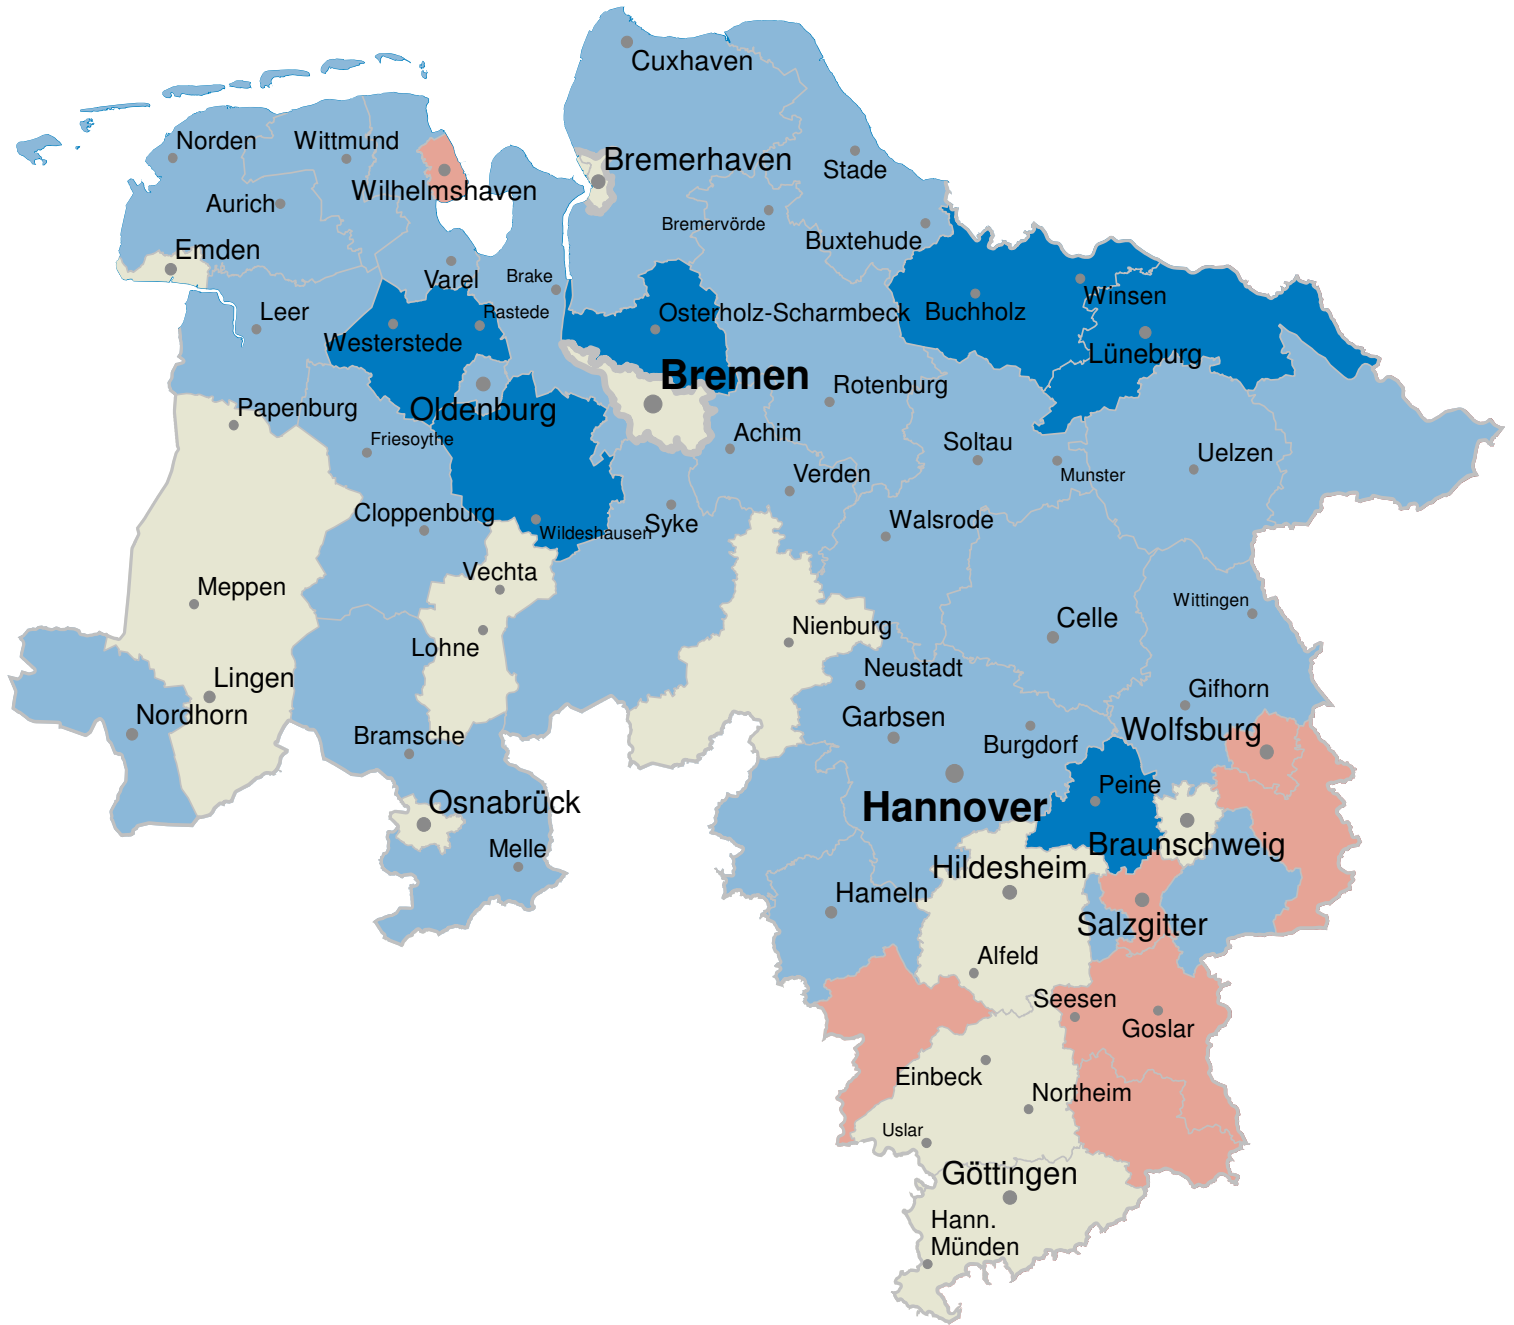 Cuxhaven
Norden
Wittmund
Bremerhaven
Stade
Wilhelmshaven
Aurich
Bremervörde
Buxtehude
Emden
Varel
Brake
Winsen
Leer
Rastede
Osterholz-Scharmbeck
Buchholz
Westerstede
Lüneburg
Bremen
Rotenburg
Papenburg
Oldenburg
Friesoythe
Achim
Soltau
Uelzen
Verden
Munster
Cloppenburg
Wildeshausen
Syke
Walsrode
Vechta
Meppen
Wittingen
Celle
Nienburg
Lohne
Neustadt
Lingen
Gifhorn
Nordhorn
Garbsen
Wolfsburg
Bramsche
Burgdorf
Peine
Osnabrück
Hannover
Braunschweig
Melle
Hildesheim
Hameln
Salzgitter
Alfeld
Seesen
Goslar
Einbeck
Northeim
Uslar
Göttingen
Hann.
Münden